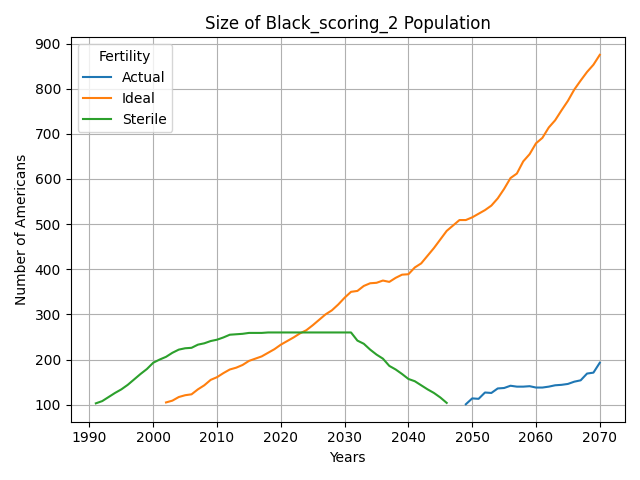 Size of Black_scoring_2 Population
Number of Americans
900
800
700
600
500
400
300
200
100
Fertility
Actual
Ideal
Sterile
1990 2000 2010 2020 2030 2040 2050 2060 2070
Years